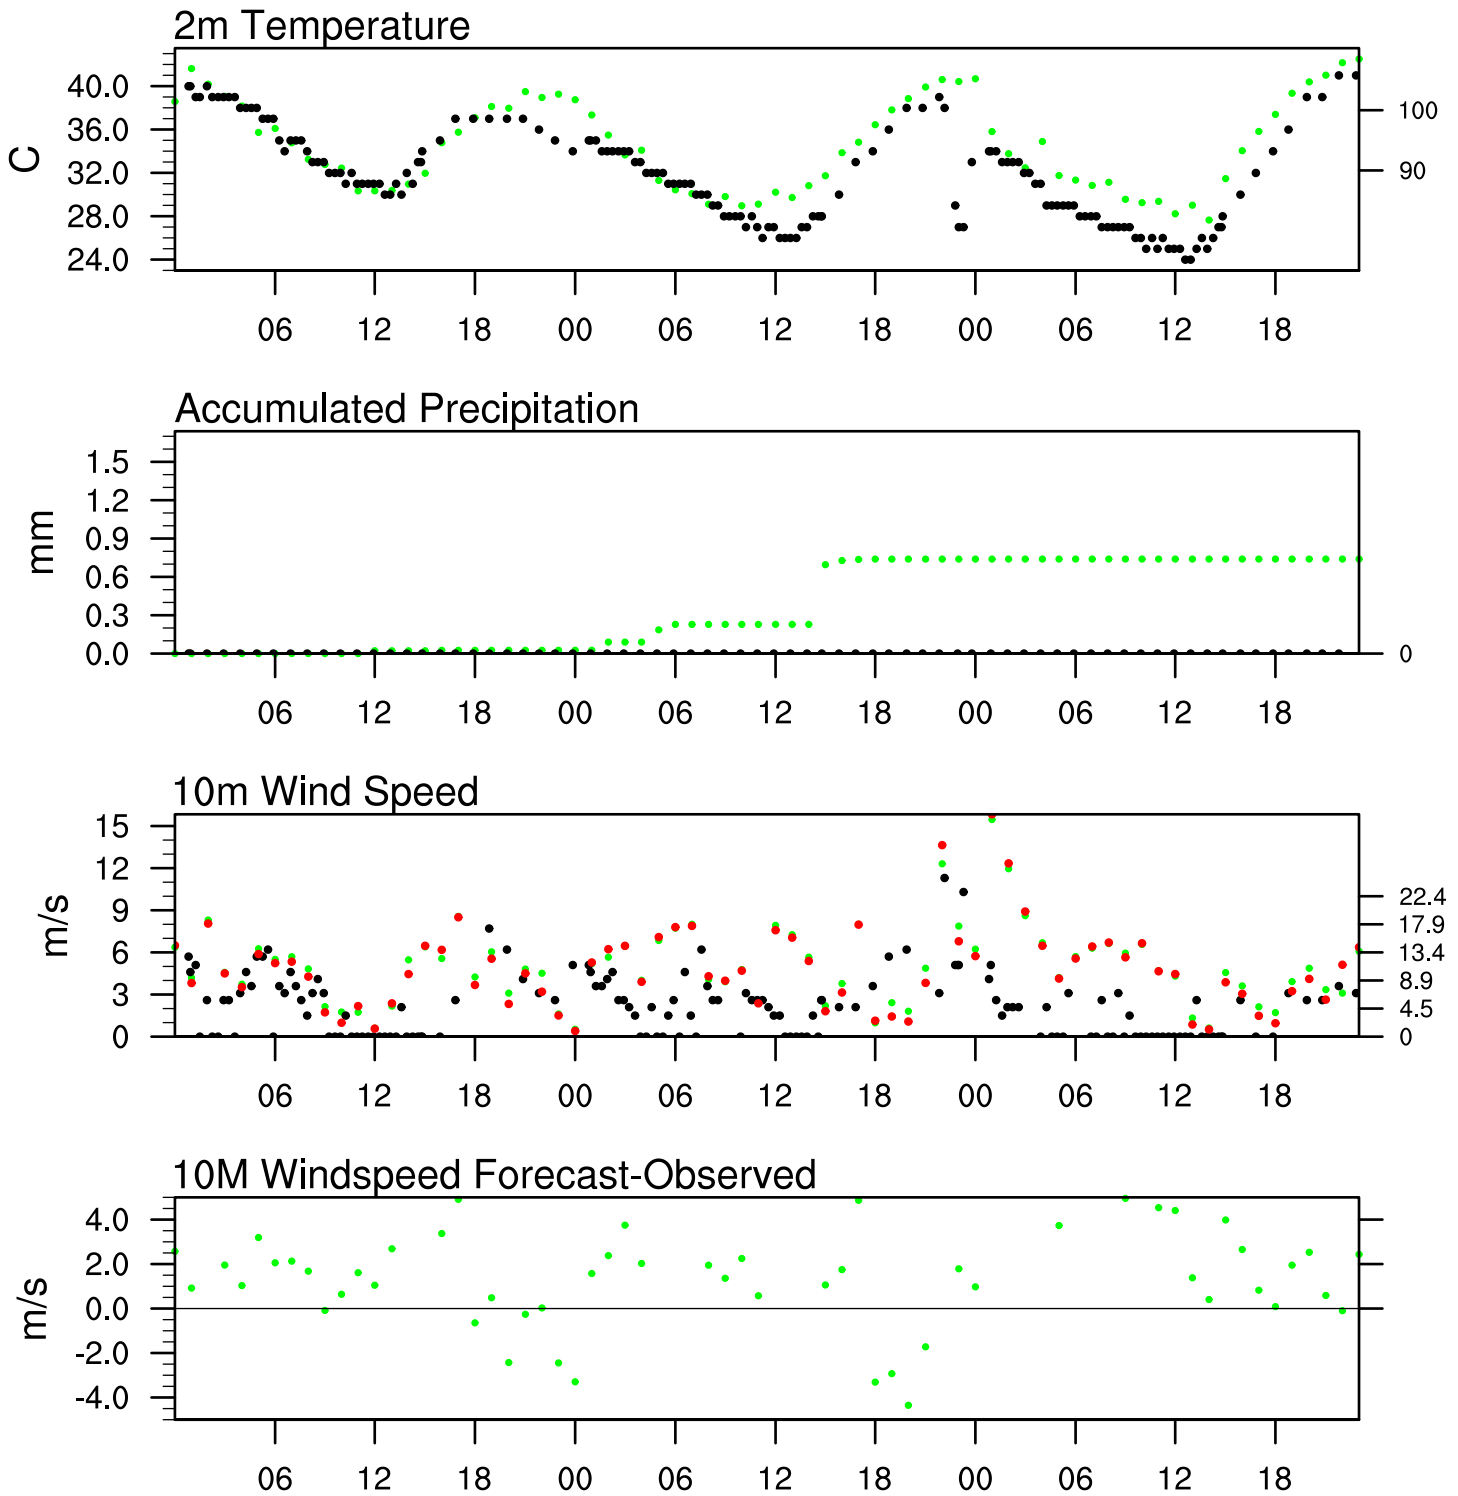 2m Temperature
40.0
36.0
32.0
28.0
24.0
C
100
90
06 12 18 00 06 12 18 00 06 12 18
Accumulated Precipitation
1.5
1.2
0.9
0.6
0.3
0.0
mm
0
06 12 18 00 06 12 18 00 06 12 18
10m Wind Speed
15
12
9
6
3
0
m/s
22.4
17.9
13.4
8.9
4.5
0
06 12 18 00 06 12 18 00 06 12 18
10M Windspeed Forecast-Observed
4.0
2.0
0.0
-2.0
-4.0
m/s
06 12 18 00 06 12 18 00 06 12 18